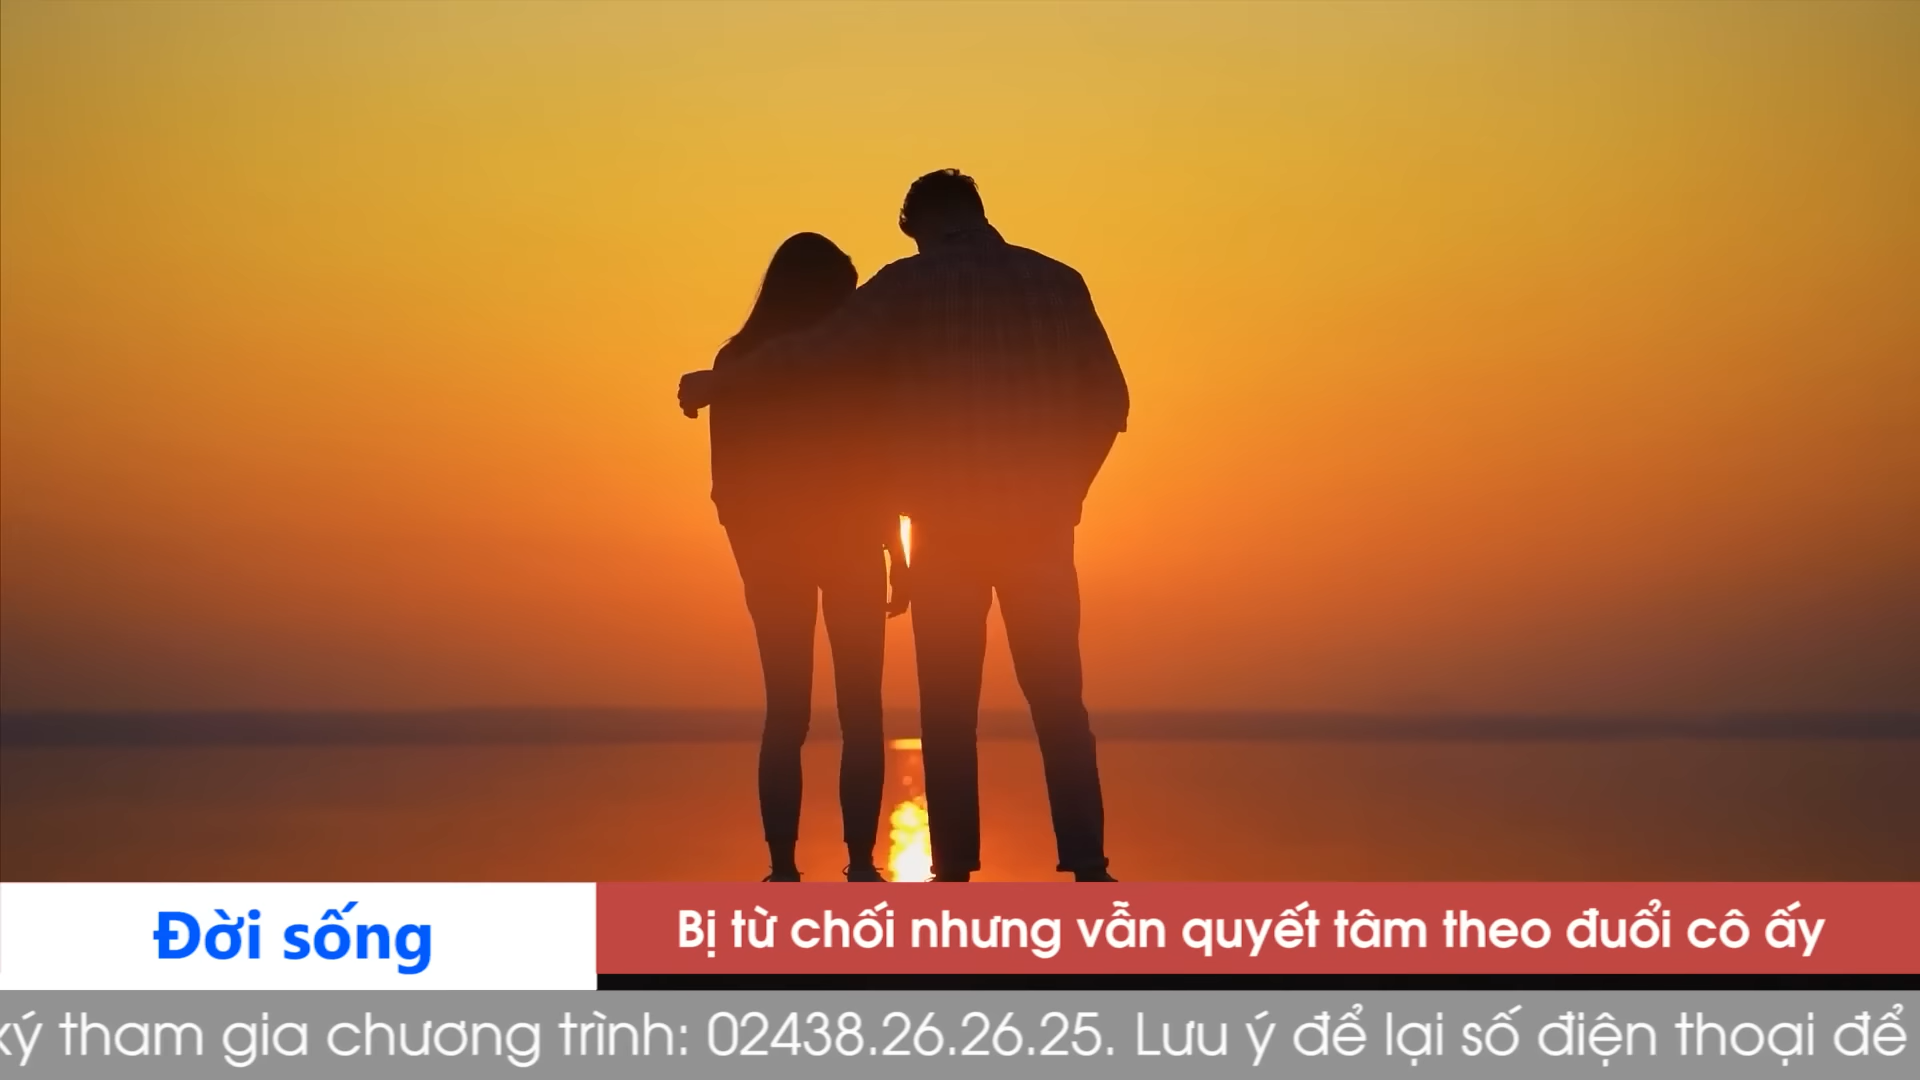 Đời sống
Bị từ chối nhưng vẫn quyết tâm theo đuổi cô ấy
ký tham gia chương trình: 02438.26.26.25. Lưu ý để lại số điện thoại để